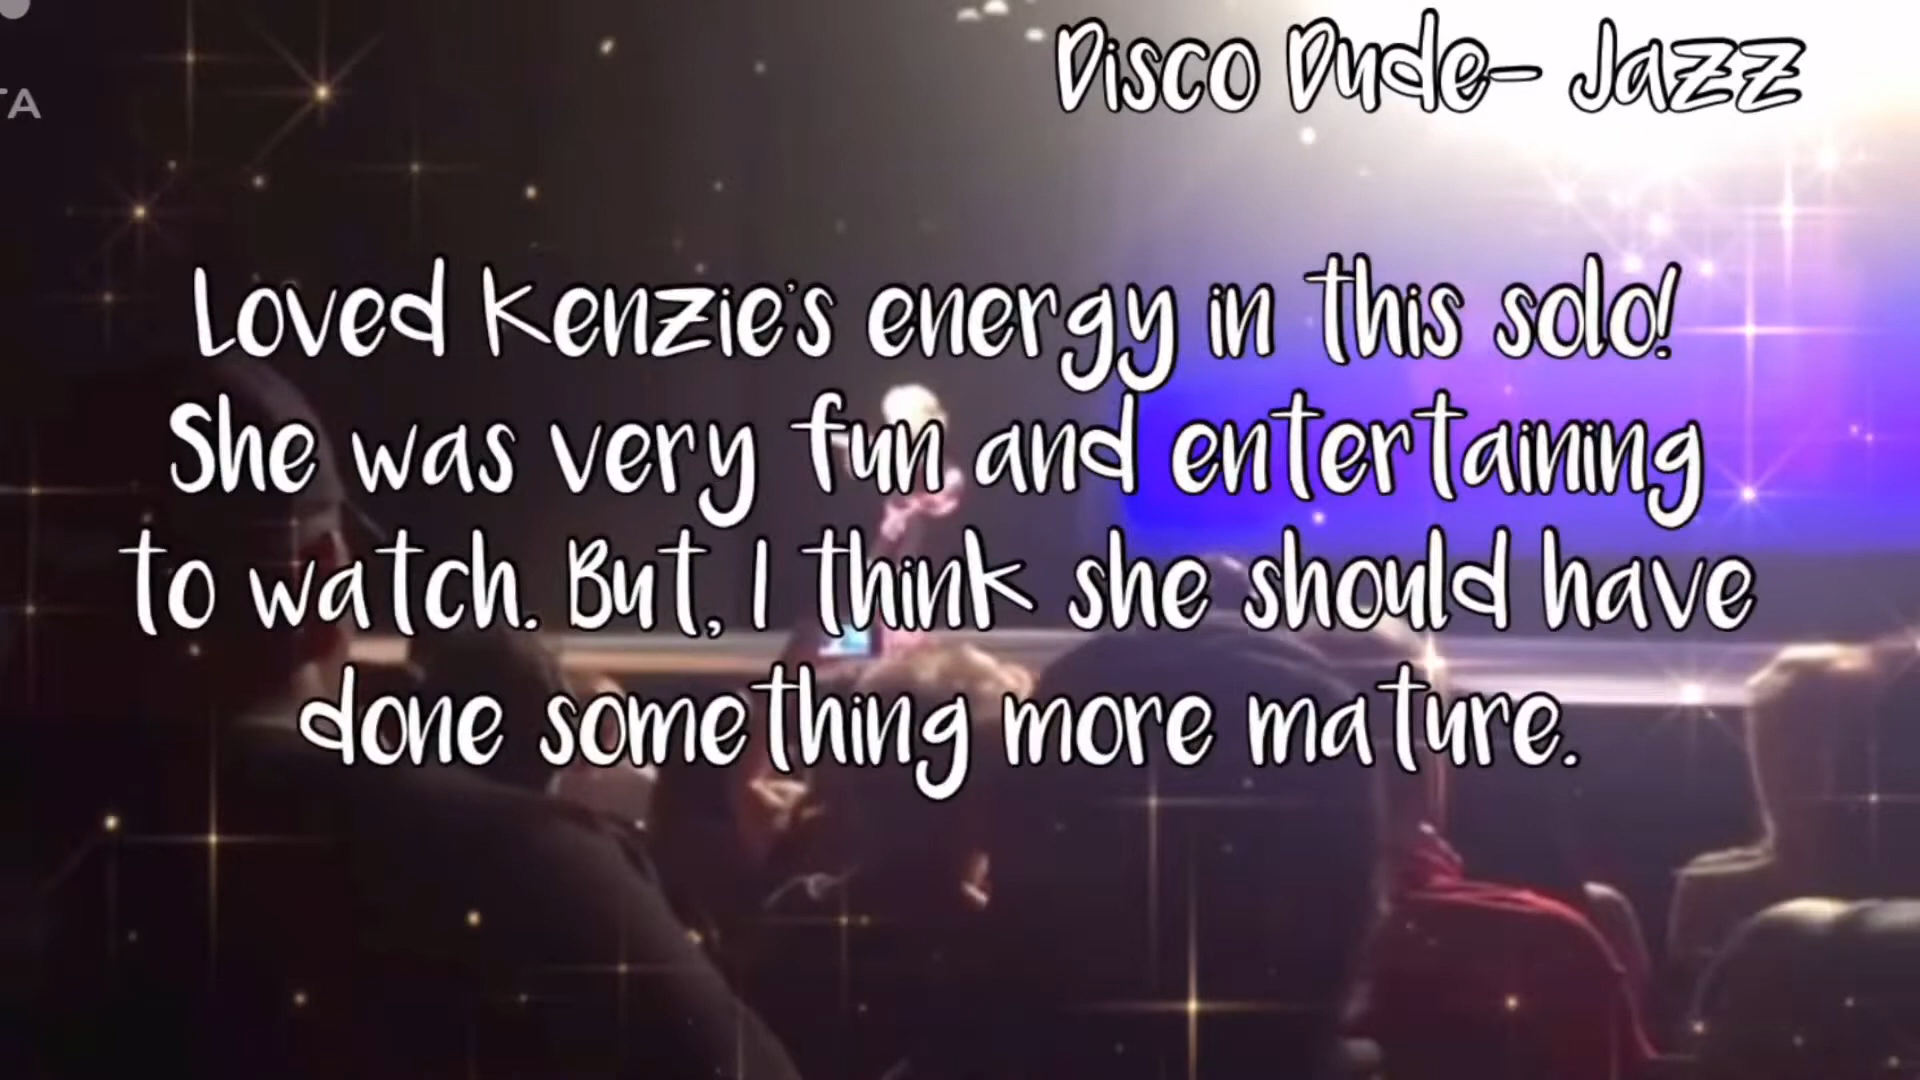 TA
Disco Dude- Jazz
Loved Kenzie's energy in this solo!
She was very fun and entertaining
to watch. But, I think she should have
done something more mature.